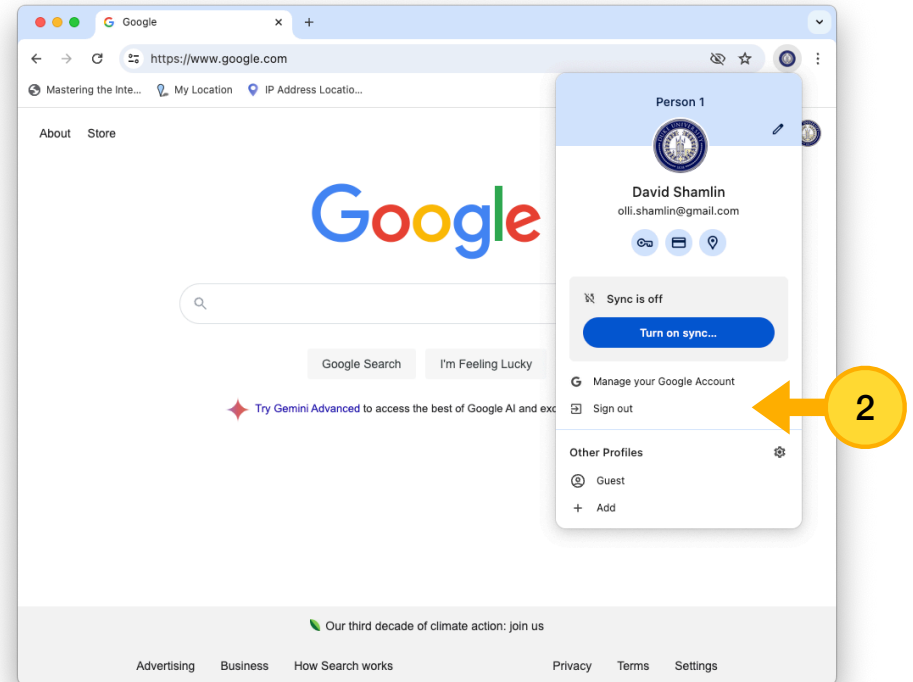 Google
https://www.google.com
Mastering the Inte...
My Location
IP Address Locatio...
Person 1
About
Store
David Shamlin
olli.shamlin@gmail.com
Google
Sync is off
Turn on sync...
Google Search
I'm Feeling Lucky
G Manage your Google Account
Try Gemini Advanced to access the best of Google AI and exc
Sign out
2
Other Profiles
Guest
Add
Our third decade of climate action: join us
Advertising
Business
How Search works
Privacy
Terms
Settings